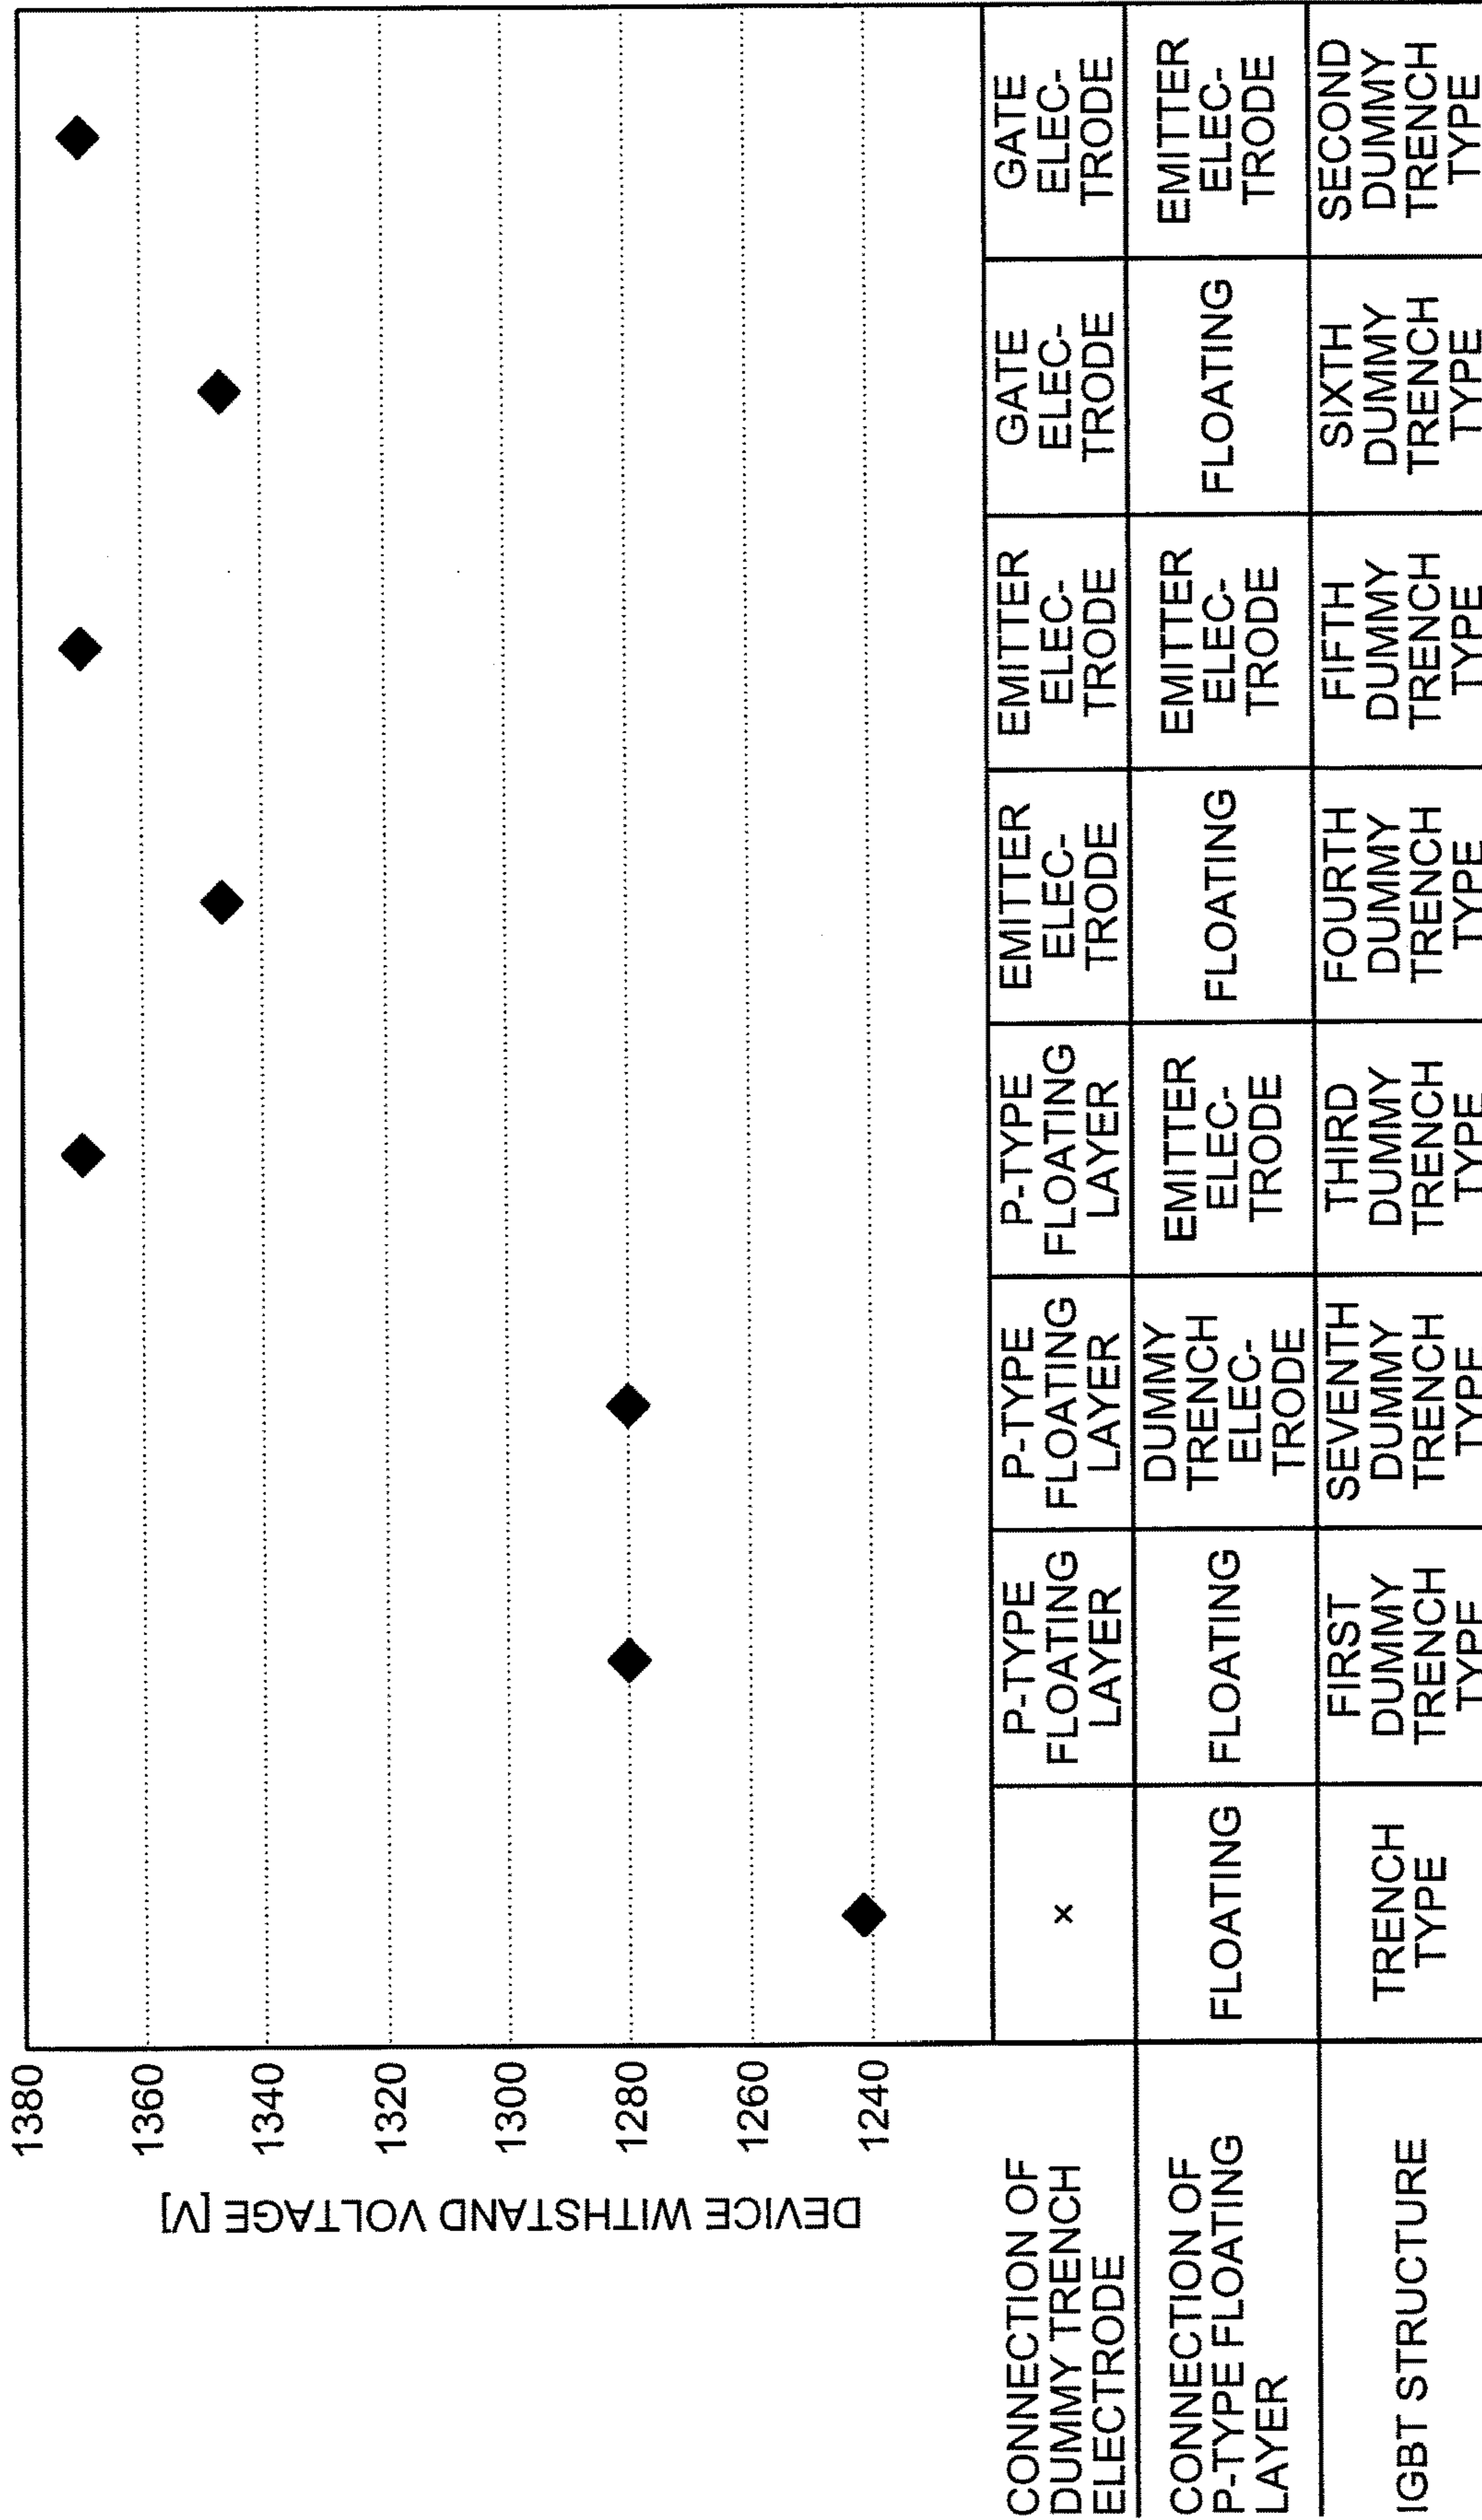 DEVICE WITHSTAND VOLTAGE [V]
1380
1360
1340
1320
1300
1280
1260
1240
CONNECTION OF
DUMMY TRENCH
ELECTRODE
×
P-TYPE
FLOATING
LAYER
P-TYPE
FLOATING
LAYER
P-TYPE
FLOATING
LAYER
EMITTER
ELEC-
TRODE
EMITTER
ELEC-
TRODE
GATE
ELEC-
TRODE
GATE
ELEC-
TRODE
CONNECTION OF
P-TYPE FLOATING
LAYER
FLOATING
FLOATING
DUMMY
TRENCH
ELEC-
TRODE
EMITTER
ELEC-
TRODE
FLOATING
EMITTER
ELEC-
TRODE
FLOATING
EMITTER
ELEC-
TRODE
IGBT STRUCTURE
TRENCH
TYPE
FIRST
DUMMY
TRENCH
TYPE
SEVENTH
DUMMY
TRENCH
TYPE
THIRD
DUMMY
TRENCH
TYPE
FOURTH
DUMMY
TRENCH
TYPE
FIFTH
DUMMY
TRENCH
TYPE
SIXTH
DUMMY
TRENCH
TYPE
SECOND
DUMMY
TRENCH
TYPE